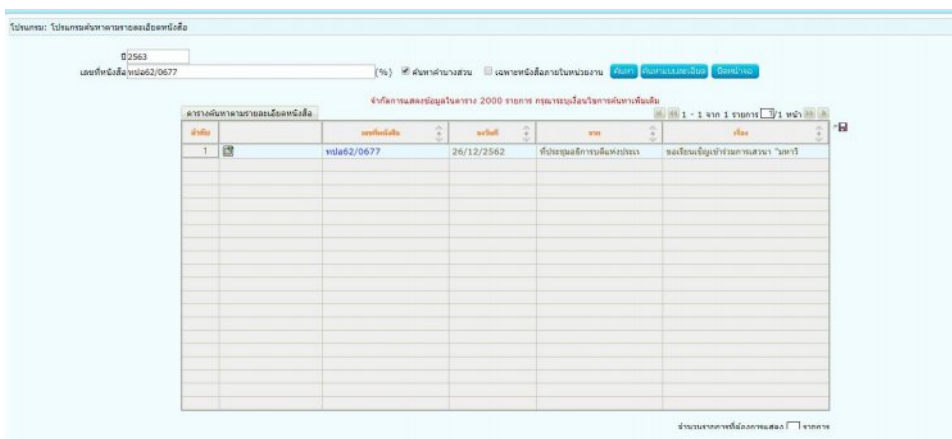 โปรแกรม: โปรแกรมค้นหาตามรายละเอียดหนังสือ
ปี 2563
เลขที่หนังสือ ทปอ62/0677 (%) ค้นหาคำบางส่วน เฉพาะหนังสือภายในหน่วยงาน ค้นหา ค้นหาแบบละเอียด ปิดหน้าจอ
จำกัดการแสดงข้อมูลในตาราง 2000 รายการ กรุณาระบุเงื่อนไขการค้นหาเพิ่มเติม
ตารางค้นหาตามรายละเอียดหนังสือ 1 - 1 จาก 1 รายการ 1/1 หน้า
ลำดับ เลขที่หนังสือ ลงวันที่ จาก เรื่อง
1 ทปอ62/0677 26/12/2562 ที่ประชุมอธิการบดีแห่งประเ ขอเรียนเชิญเข้าร่วมการเสวนา "มหาวิ
จำนวนรายการที่ต้องการแสดง รายการ